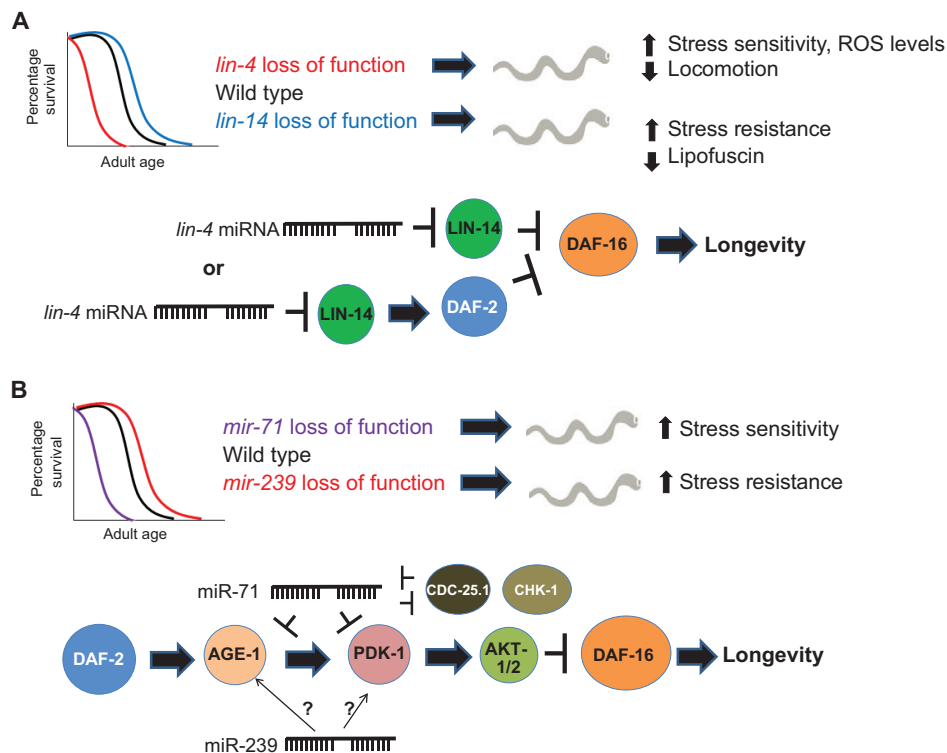 A
Percentage
survival
Adult age
lin-4 loss of function
Wild type
lin-14 loss of function
Stress sensitivity, ROS levels
Locomotion
Stress resistance
Lipofuscin
lin-4 miRNA
LIN-14
DAF-16
Longevity
or
lin-4 miRNA
LIN-14
DAF-2
B
Percentage
survival
Adult age
mir-71 loss of function
Wild type
mir-239 loss of function
Stress sensitivity
Stress resistance
miR-71
CDC-25.1
CHK-1
DAF-2
AGE-1
PDK-1
AKT-
1/2
DAF-16
Longevity
?
?
miR-239